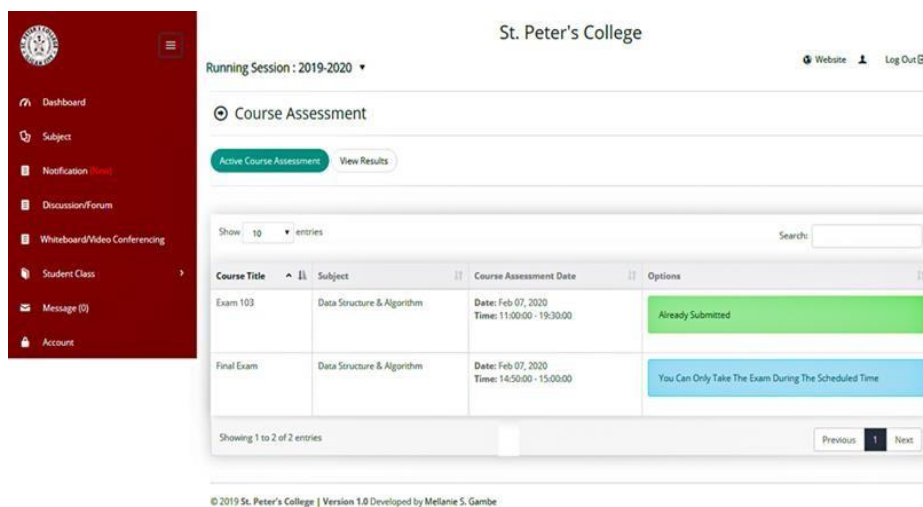 St. Peter's College
Running Session : 2019-2020
Website
Log Out
Dashboard
Subject
Notification (New)
Discussion/Forum
Whiteboard/Video Conferencing
Student Class
Message (0)
Account
Course Assessment
Active Course Assessment
View Results
Show 10 entries
Search:
Course Title Subject Course Assessment Date Options
Exam 103 Data Structure & Algorithm Date: Feb 07, 2020
Time: 11:00:00 - 19:30:00
Already Submitted
Final Exam Data Structure & Algorithm Date: Feb 07, 2020
Time: 14:50:00 - 15:00:00
You Can Only Take The Exam During The Scheduled Time
Showing 1 to 2 of 2 entries
Previous 1 Next
© 2019 St. Peter's College | Version 1.0 Developed by Mellanie S. Gambe